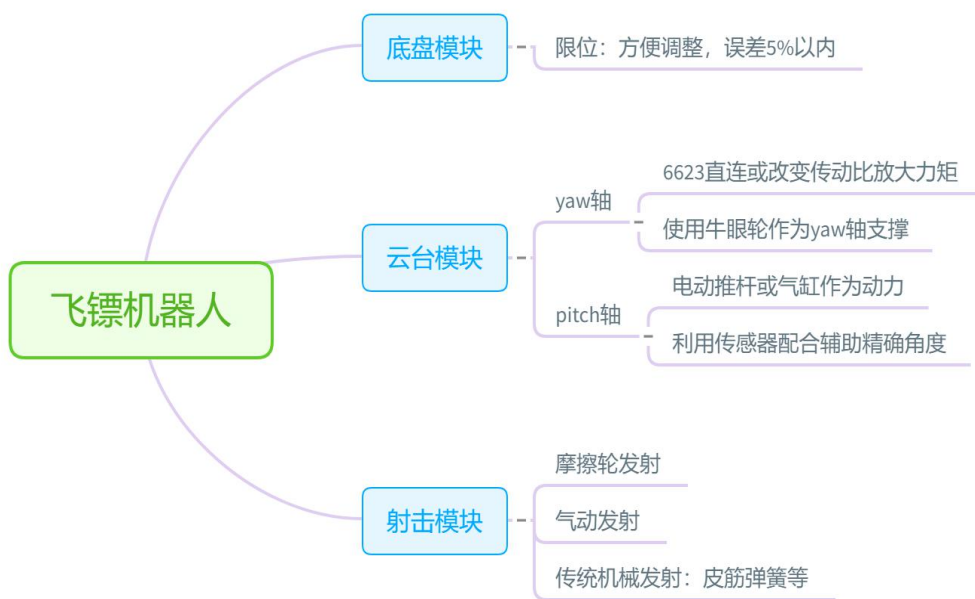 底盘模块
限位：方便调整，误差5%以内
6623直连或改变传动比放大力矩
yaw轴
使用牛眼轮作为yaw轴支撑
云台模块
电动推杆或气缸作为动力
飞镖机器人
pitch轴
利用传感器配合辅助精确角度
摩擦轮发射
射击模块
气动发射
传统机械发射：皮筋弹簧等